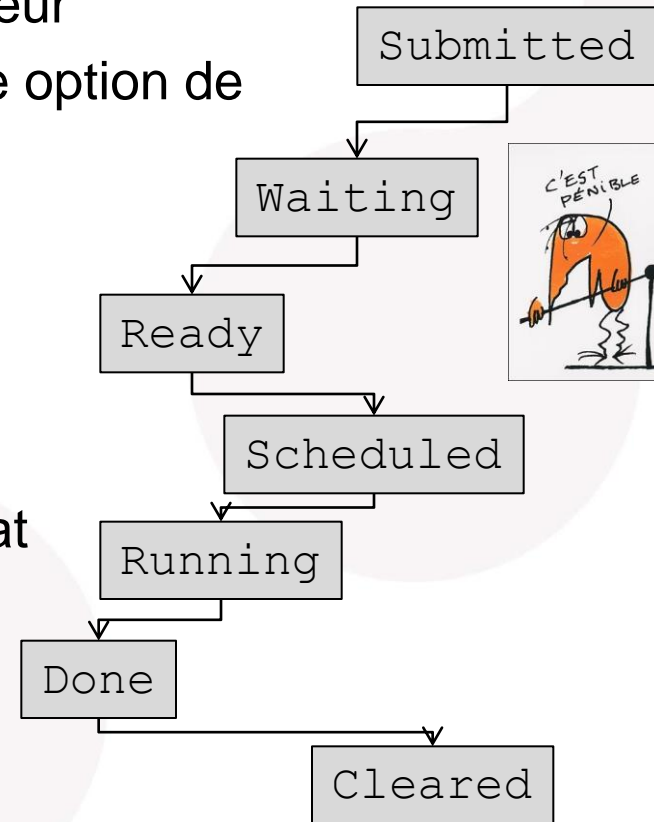 eur
e option de
Submitted
Waiting
C'EST
PÉNIBLE
Ready
Scheduled
at
Running
Done
Cleared